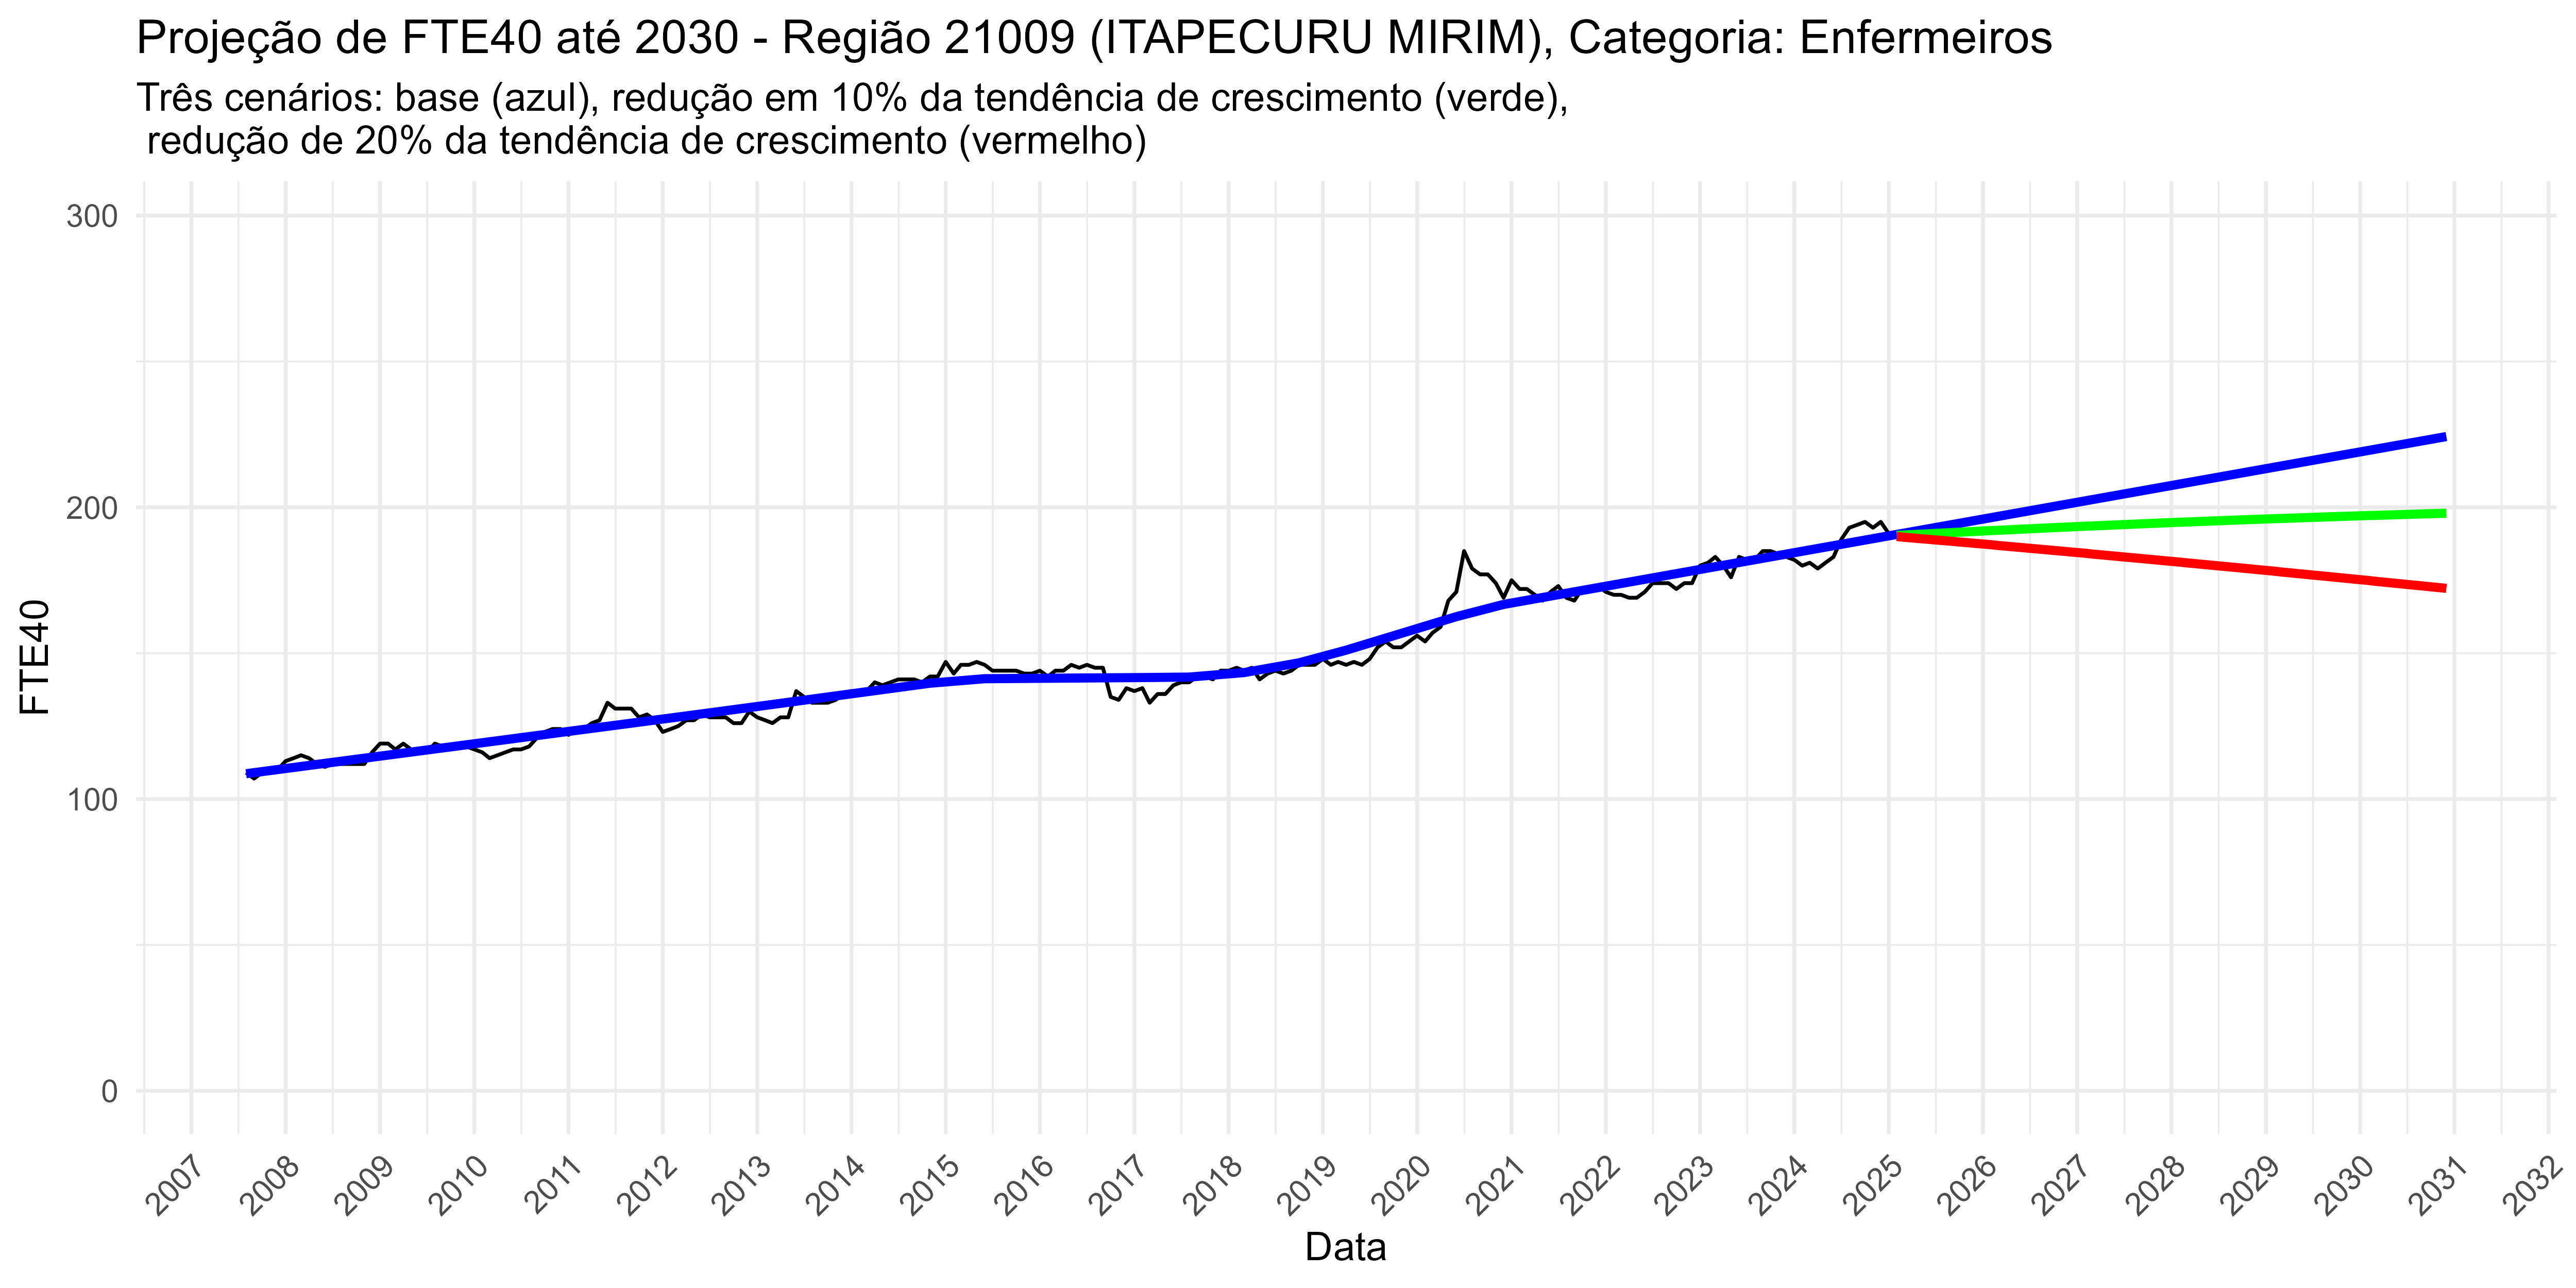 Projeção de FTE40 até 2030 - Região 21009 (ITAPECURU MIRIM), Categoria: Enfermeiros
Três cenários: base (azul), redução em 10% da tendência de crescimento (verde),
redução de 20% da tendência de crescimento (vermelho)
300
200
100
0
FTE40
2007 2008 2009 2010 2011 2012 2013 2014 2015 2016 2017 2018 2019 2020 2021 2022 2023 2024 2025 2026 2027 2028 2029 2030 2031 2032
Data